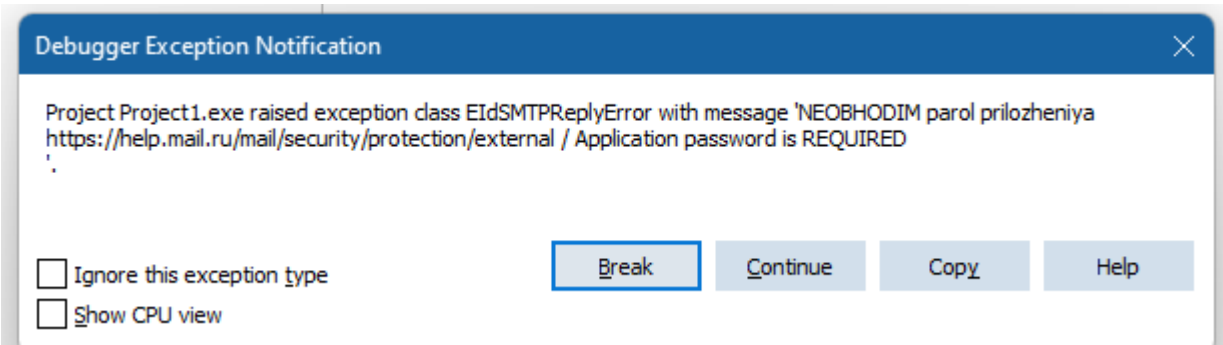 Debugger Exception Notification
Project Project1.exe raised exception class EIdSMTPReplyError with message 'NEOBHODIM parol prilozheniya
https://help.mail.ru/mail/security/protection/external / Application password is REQUIRED
'.
Break Continue Copy Help
Ignore this exception type
Show CPU view